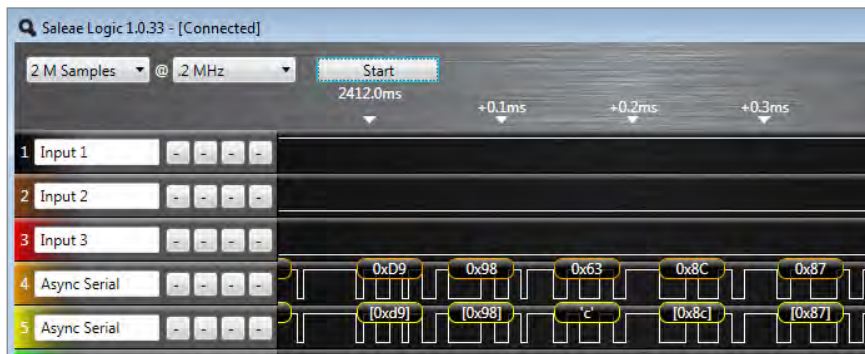 Saleae Logic 1.0.33 - [Connected]
2 M Samples @ .2 MHz Start
2412.0ms +0.1ms +0.2ms +0.3ms
1 Input 1 - - - -
2 Input 2 - - - -
3 Input 3 - - - -
4 Async Serial - - - - 0xD9 0x98 0x63 0x8C 0x87
5 Async Serial - - - - [0xd9] [0x98] 'c' [0x8c] [0x87]